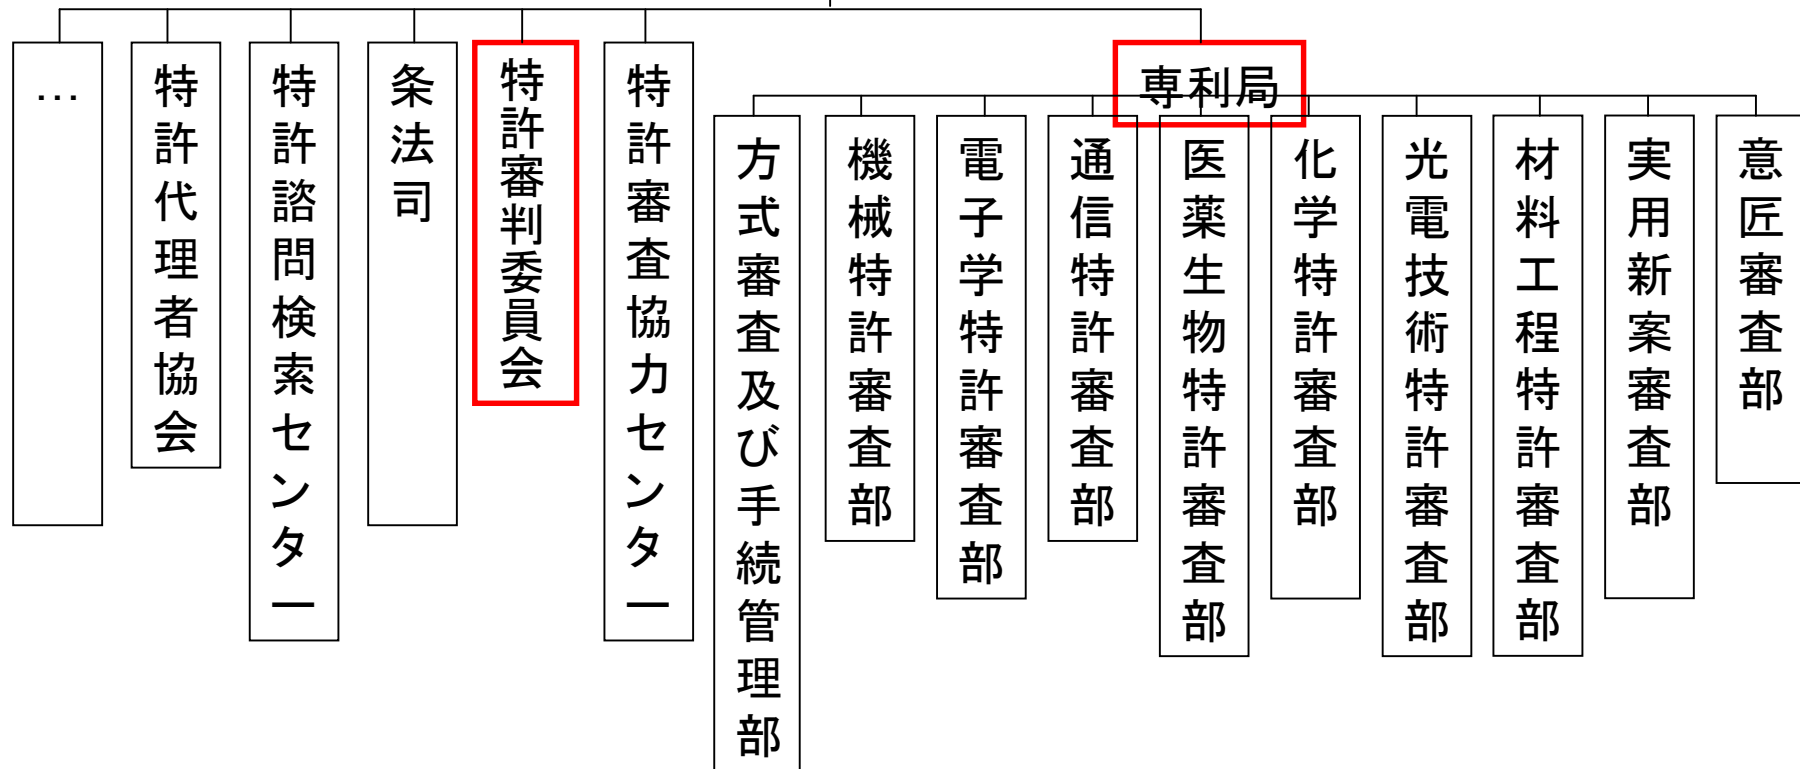 …
特許代理者協会
特許諮問検索センター
条法司
特許審判委員会
特許審査協力センター
専利局
方式審査及び手続管理部
機械特許審査部
電子学特許審査部
通信特許審査部
医薬生物特許審査部
化学特許審査部
光電技術特許審査部
材料工程特許審査部
実用新案審査部
意匠審査部